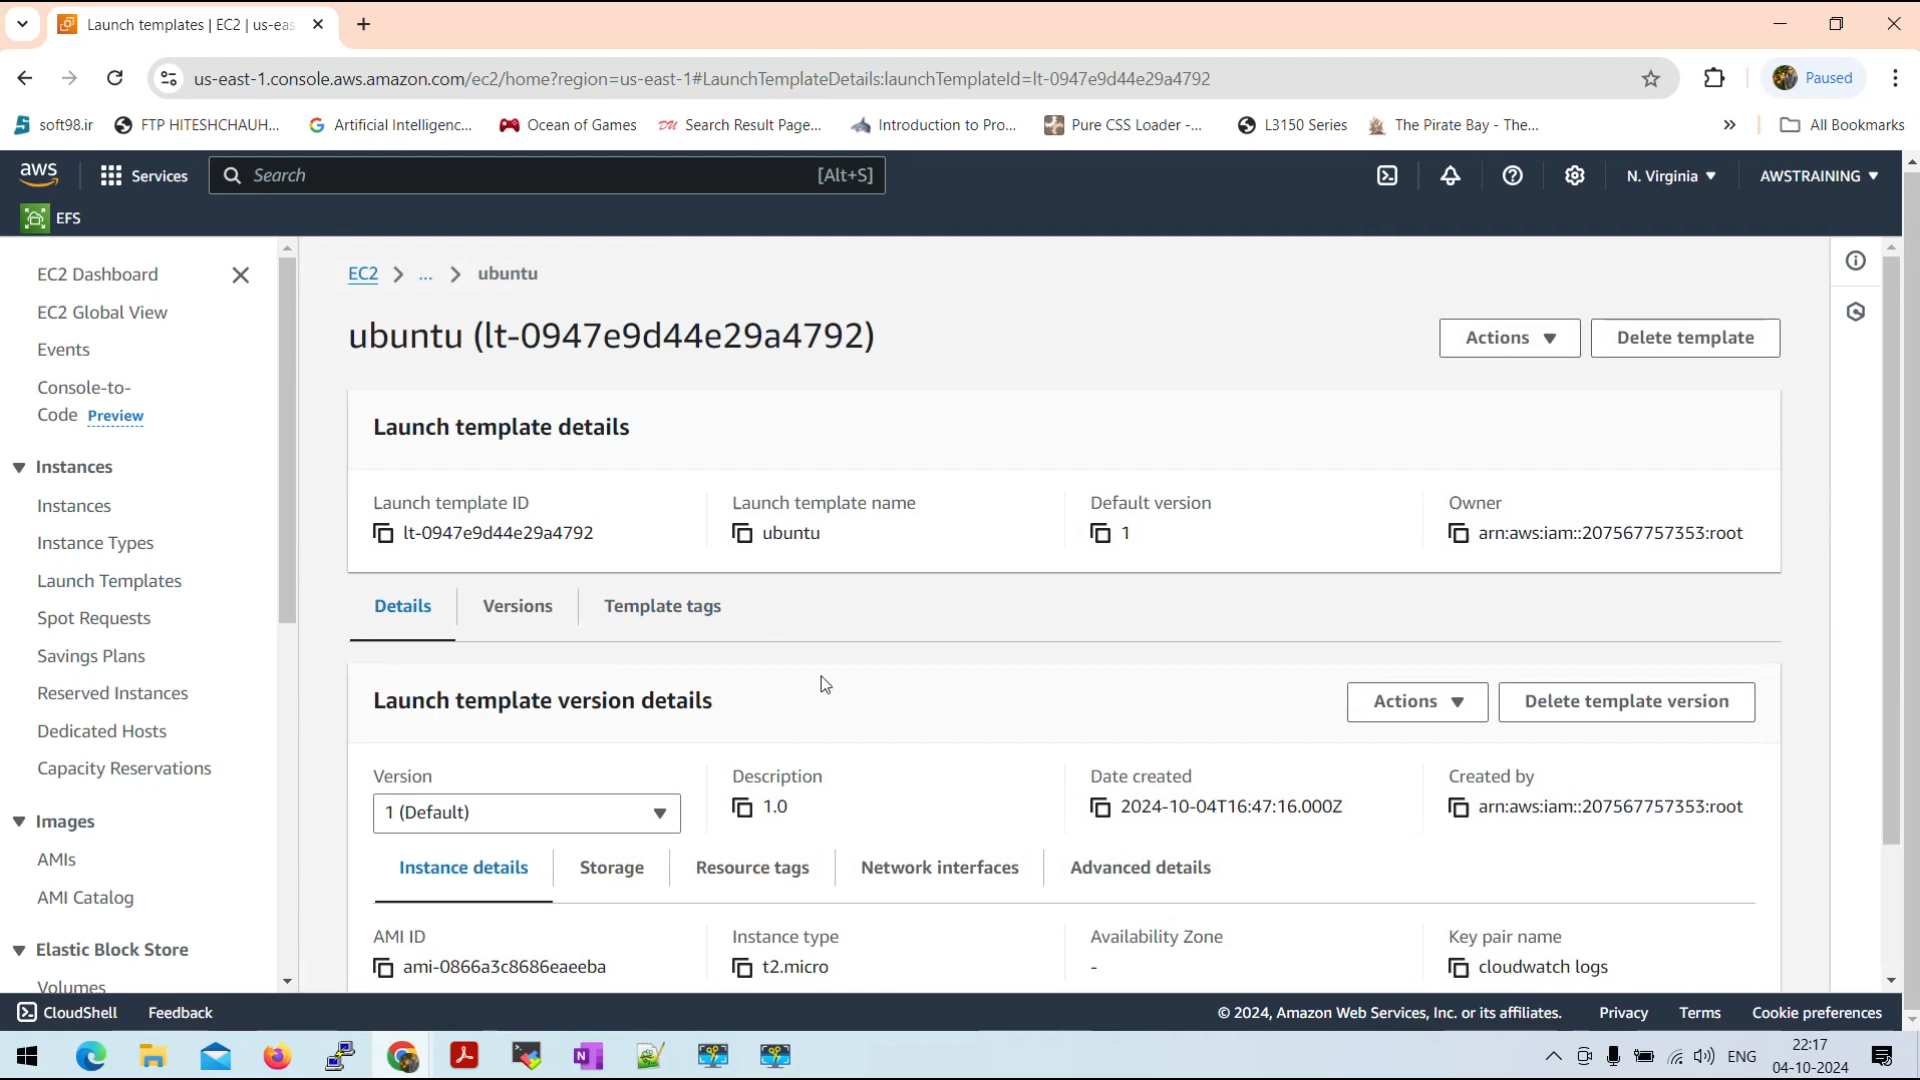 Launch templates | EC2 | us-eas
us-east-1.console.aws.amazon.com/ec2/home?region=us-east-1#LaunchTemplateDetails:launchTemplateId=lt-0947e9d44e29a4792
Paused
soft98.ir
FTP HITESHCHAUH...
Artificial Intelligenc...
Ocean of Games
DU Search Result Page...
Introduction to Pro...
Pure CSS Loader -...
L3150 Series
The Pirate Bay - The...
»
All Bookmarks
aws
Services
Search
[Alt+S]
N. Virginia
AWSTRAINING
EFS
EC2 Dashboard
EC2 Global View
Events
Console-to-
Code Preview
Instances
Instances
Instance Types
Launch Templates
Spot Requests
Savings Plans
Reserved Instances
Dedicated Hosts
Capacity Reservations
Images
AMIs
AMI Catalog
Elastic Block Store
Volumes
EC2 > ... > ubuntu
ubuntu (lt-0947e9d44e29a4792)
Actions
Delete template
Launch template details
Launch template ID
lt-0947e9d44e29a4792
Launch template name
ubuntu
Default version
1
Owner
arn:aws:iam::207567757353:root
Details
Versions
Template tags
Launch template version details
Actions
Delete template version
Version
1 (Default)
Description
1.0
Date created
2024-10-04T16:47:16.000Z
Created by
arn:aws:iam::207567757353:root
Instance details
Storage
Resource tags
Network interfaces
Advanced details
AMI ID
ami-0866a3c8686eaeeba
Instance type
t2.micro
Availability Zone
-
Key pair name
cloudwatch logs
CloudShell
Feedback
© 2024, Amazon Web Services, Inc. or its affiliates.
Privacy
Terms
Cookie preferences
ENG
22:17
04-10-2024